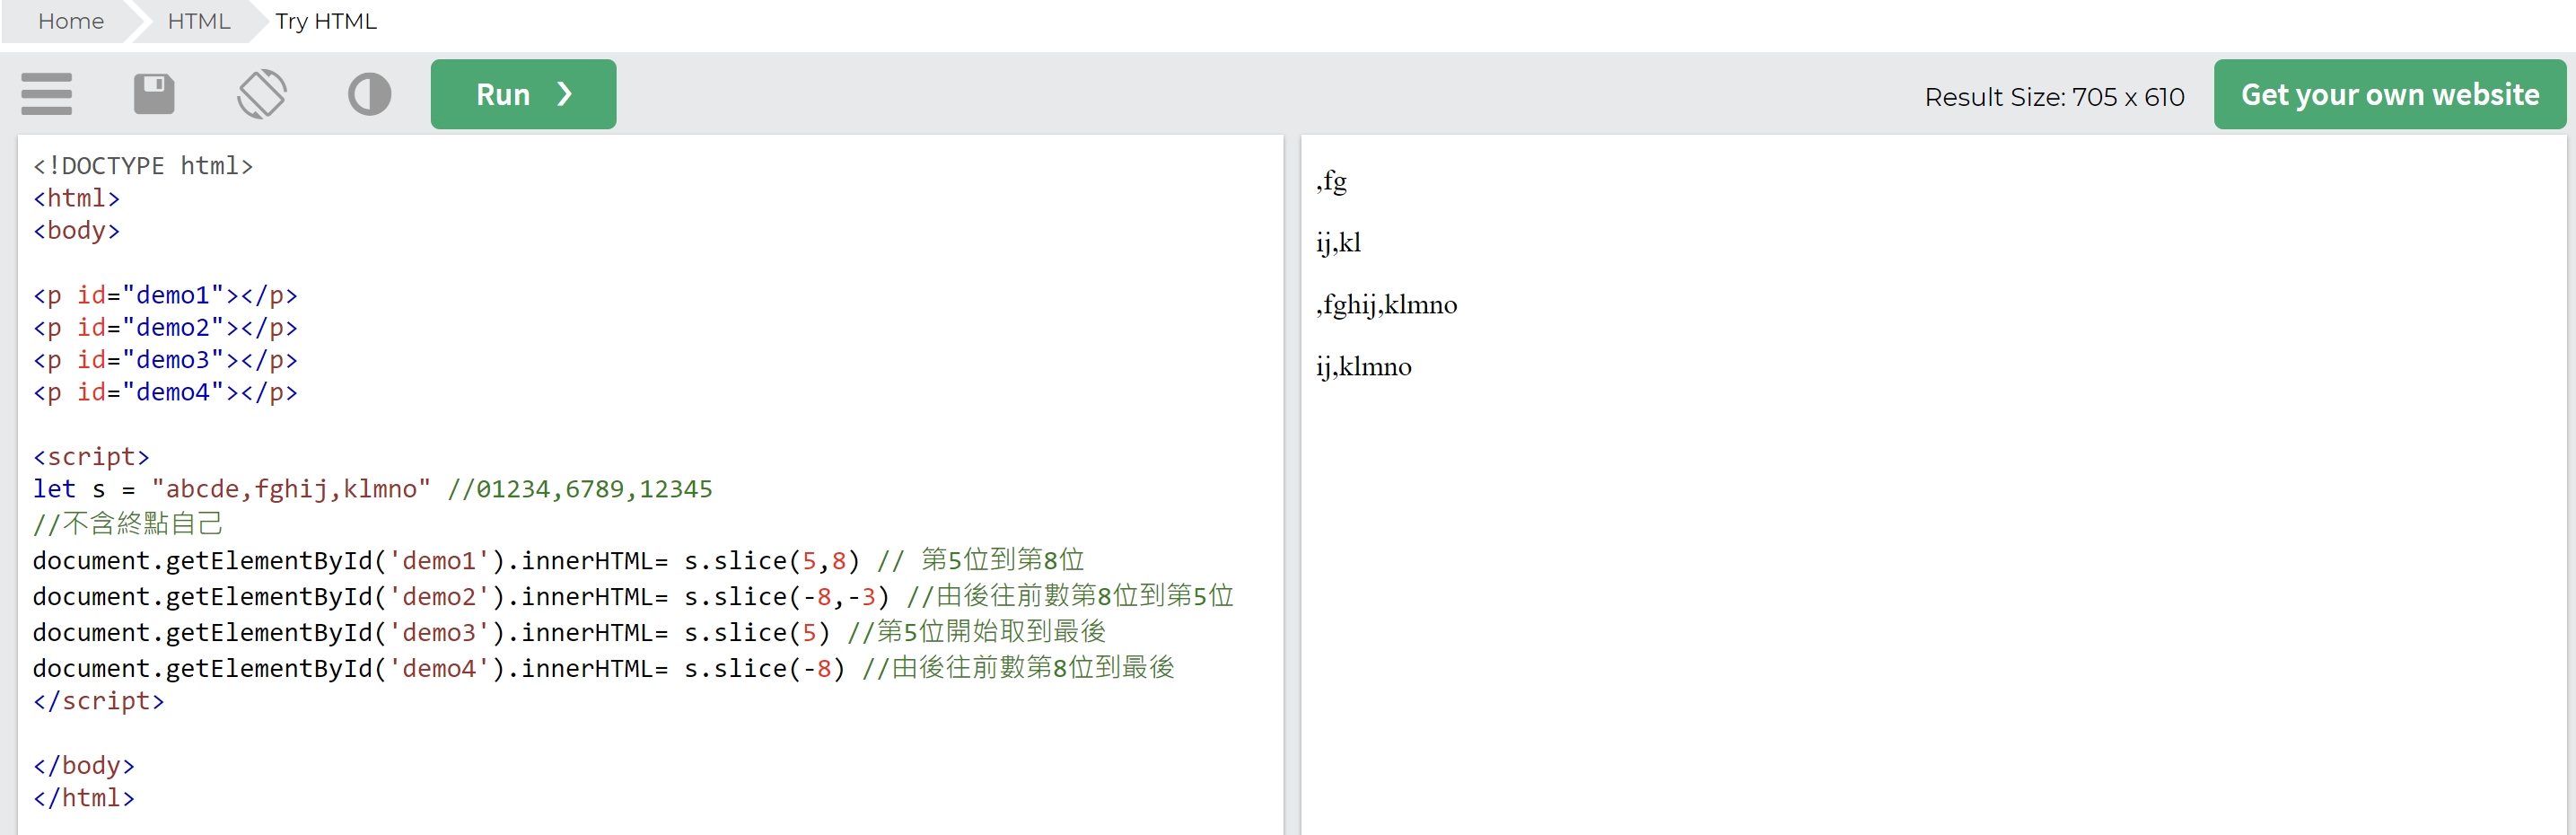 Home HTML Try HTML
Run ❯ Result Size: 705 x 610 Get your own website
<!DOCTYPE html>
<html>
<body>
<p id="demo1"></p>
<p id="demo2"></p>
<p id="demo3"></p>
<p id="demo4"></p>
<script>
let s = "abcde,fghij,klmno" //01234,6789,12345
//不含終點自己
document.getElementById('demo1').innerHTML= s.slice(5,8) // 第5位到第8位
document.getElementById('demo2').innerHTML= s.slice(-8,-3) //由後往前數第8位到第5位
document.getElementById('demo3').innerHTML= s.slice(5) //第5位開始取到最後
document.getElementById('demo4').innerHTML= s.slice(-8) //由後往前數第8位到最後
</script>
</body>
</html>
,fg
ij,kl
,fghij,klmno
ij,klmno